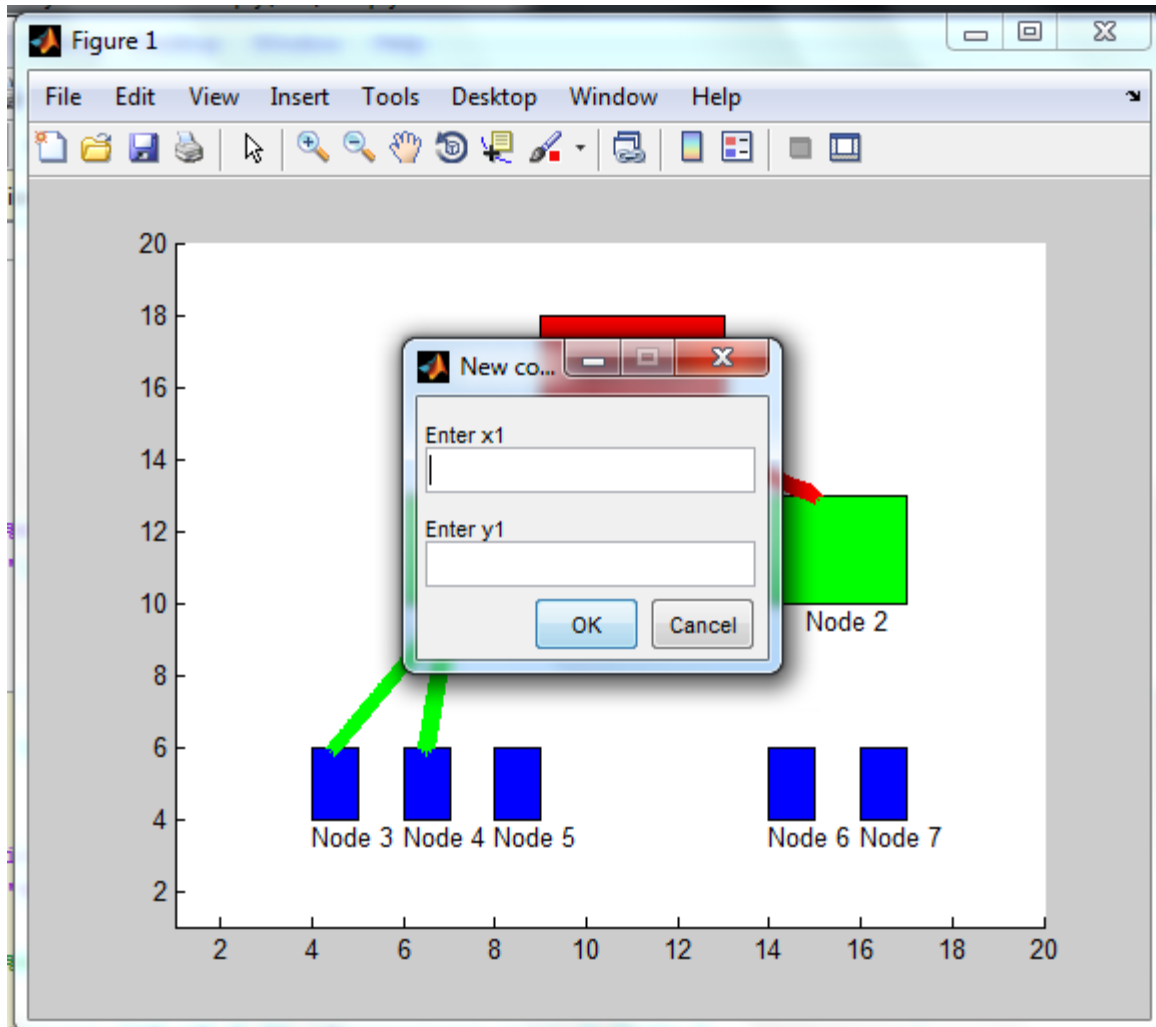 Figure 1
File Edit View Insert Tools Desktop Window Help
20
18
16
14
12
10
8
6
4
2
New co...
Enter x1
Enter y1
OK Cancel
Node 2
Node 3 Node 4 Node 5 Node 6 Node 7
2 4 6 8 10 12 14 16 18 20